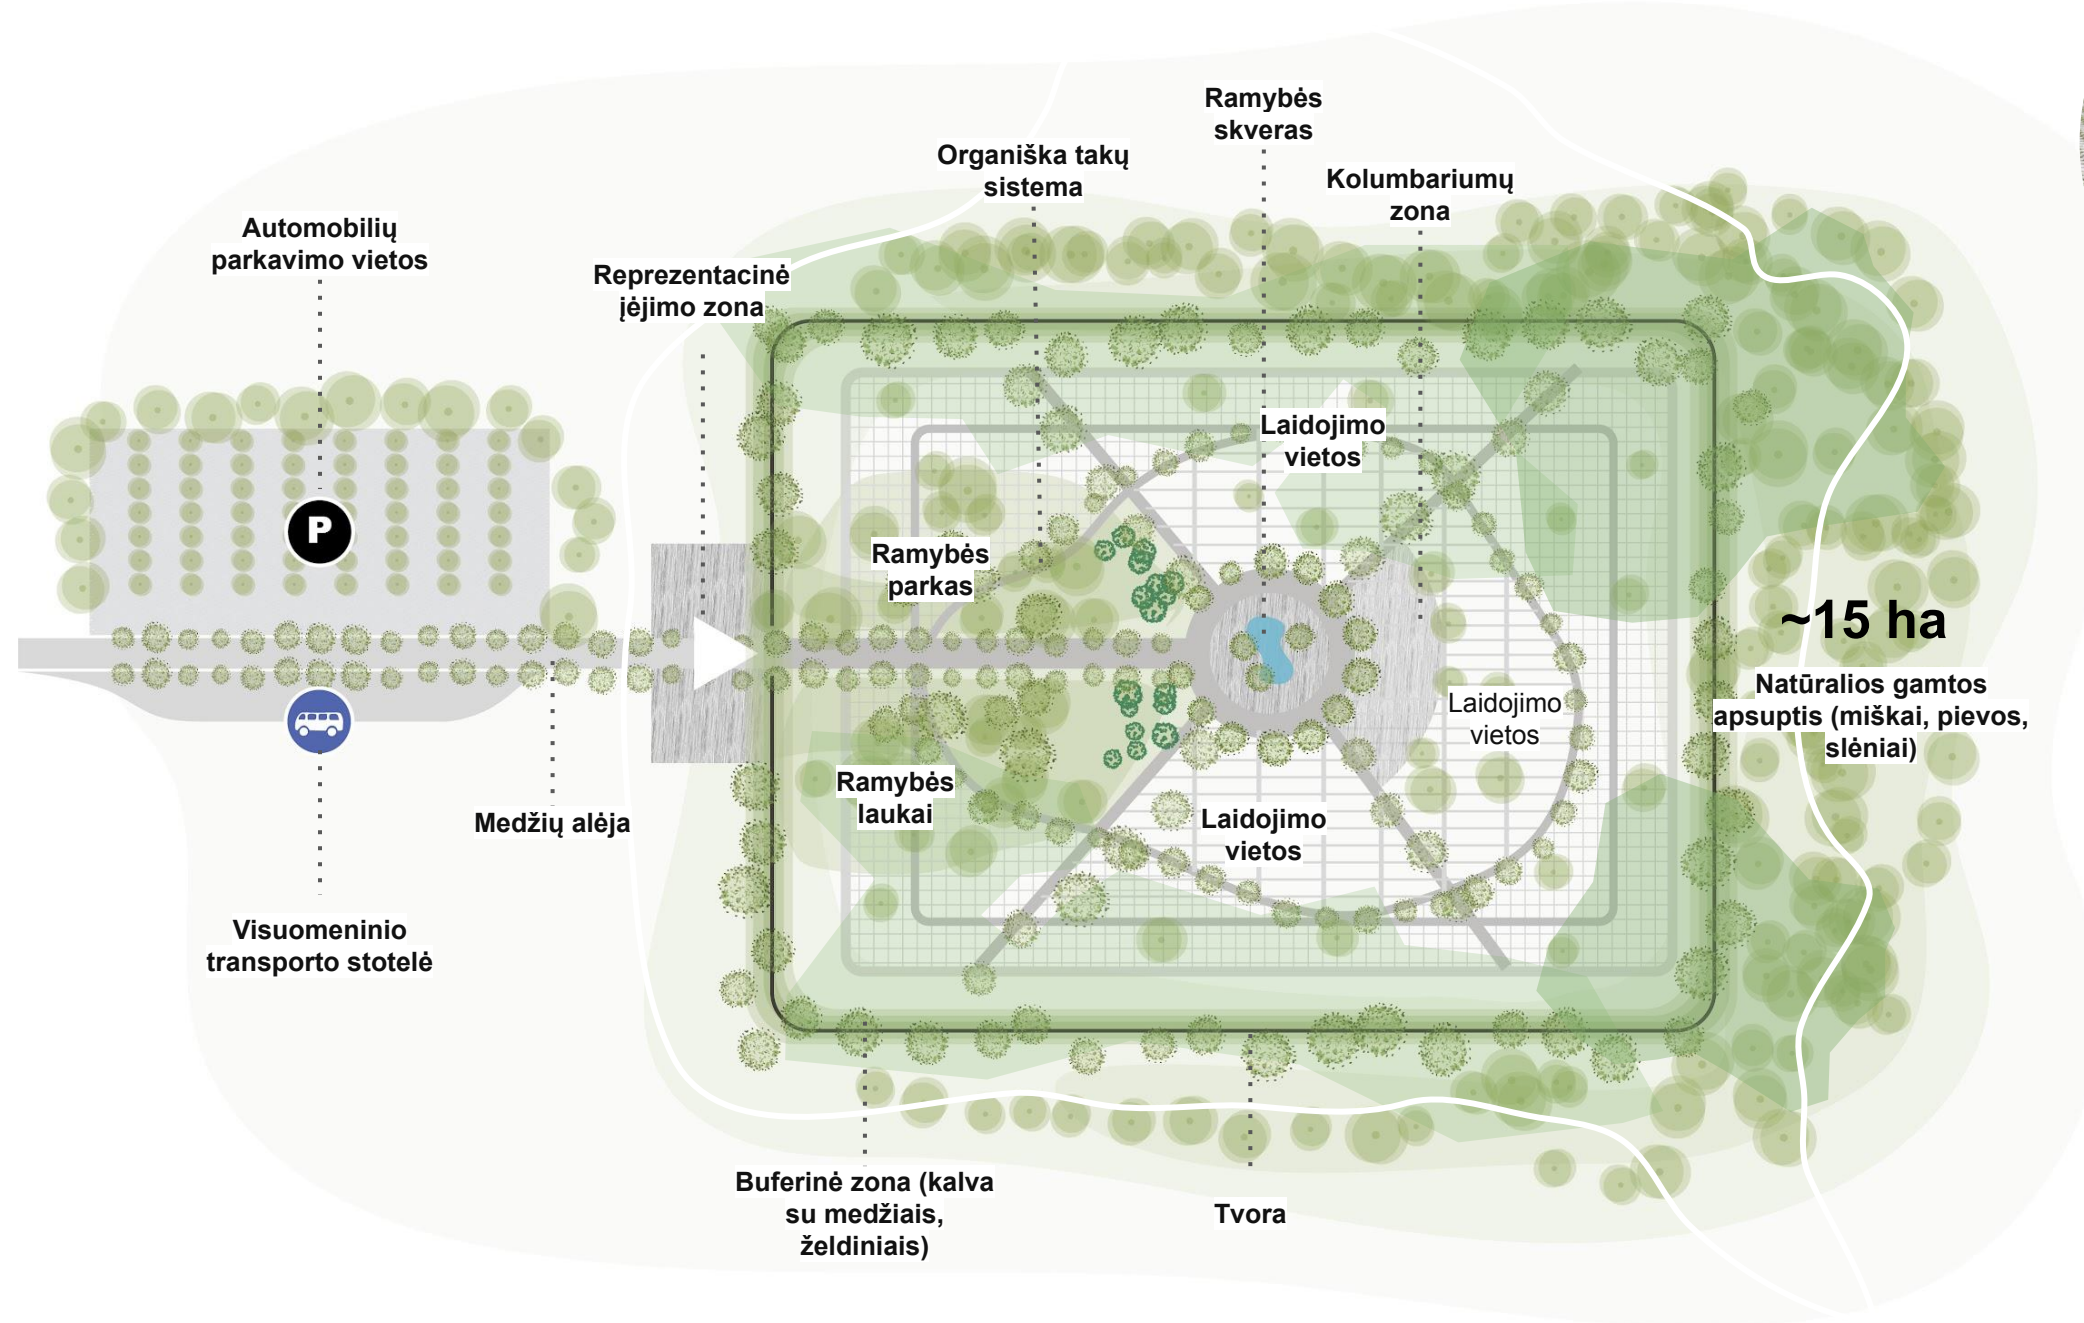 Ramybės
skveras
Organiška takų
sistema
Kolumbariumų
zona
Automobilių
parkavimo vietos
Reprezentacinė
įėjimo zona
Laidojimo
vietos
P
Ramybės
parkas
~15 ha
Natūralios gamtos
apsuptis (miškai, pievos,
slėniai)
Laidojimo
vietos
Ramybės
laukai
Medžių alėja
Laidojimo
vietos
Visuomeninio
transporto stotelė
Buferinė zona (kalva
su medžiais,
želdiniais)
Tvora